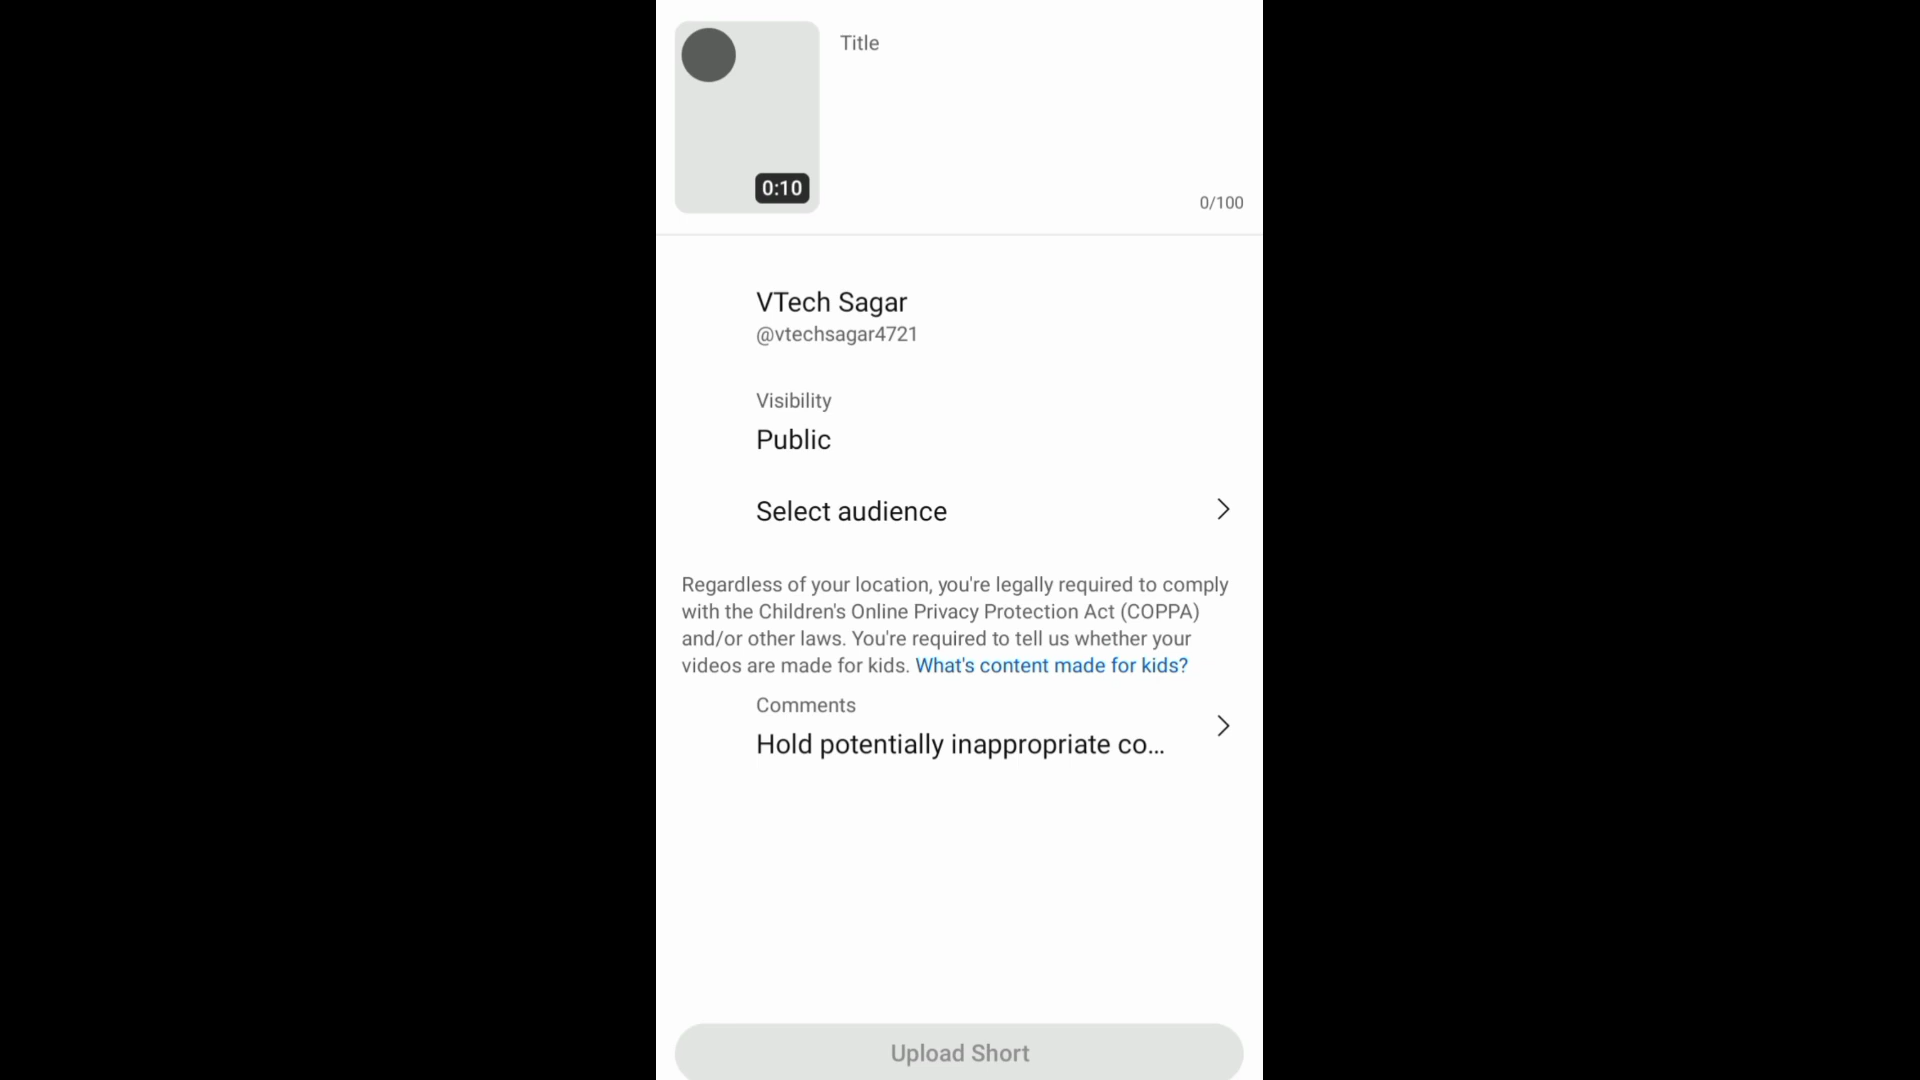 Title
0:10
0/100
VTech Sagar
@vtechsagar4721
Visibility
Public
Select audience
Regardless of your location, you're legally required to comply
with the Children's Online Privacy Protection Act (COPPA)
and/or other laws. You're required to tell us whether your
videos are made for kids. What's content made for kids?
Comments
Hold potentially inappropriate co...
Upload Short